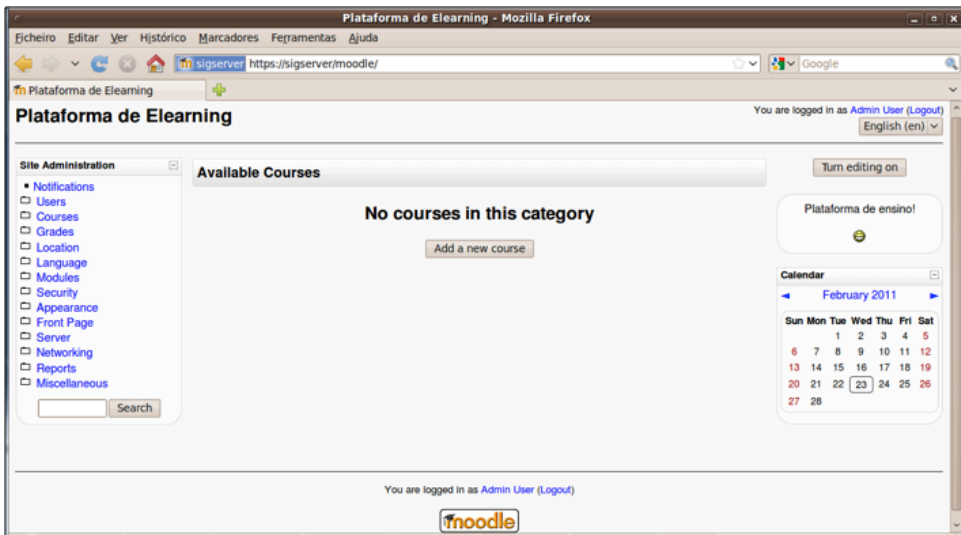 Plataforma de Elearning - Mozilla Firefox
Ficheiro Editar Ver Histórico Marcadores Ferramentas Ajuda
sigserver https://sigserver/moodle/
Google
Plataforma de Elearning
Plataforma de Elearning
You are logged in as Admin User (Logout)
English (en)
Site Administration
Notifications
Users
Courses
Grades
Location
Language
Modules
Security
Appearance
Front Page
Server
Networking
Reports
Miscellaneous
Search
Available Courses
No courses in this category
Add a new course
Turn editing on
Plataforma de ensino!
Calendar
February 2011
Sun Mon Tue Wed Thu Fri Sat
1 2 3 4 5
6 7 8 9 10 11 12
13 14 15 16 17 18 19
20 21 22 23 24 25 26
27 28
You are logged in as Admin User (Logout)
moodle